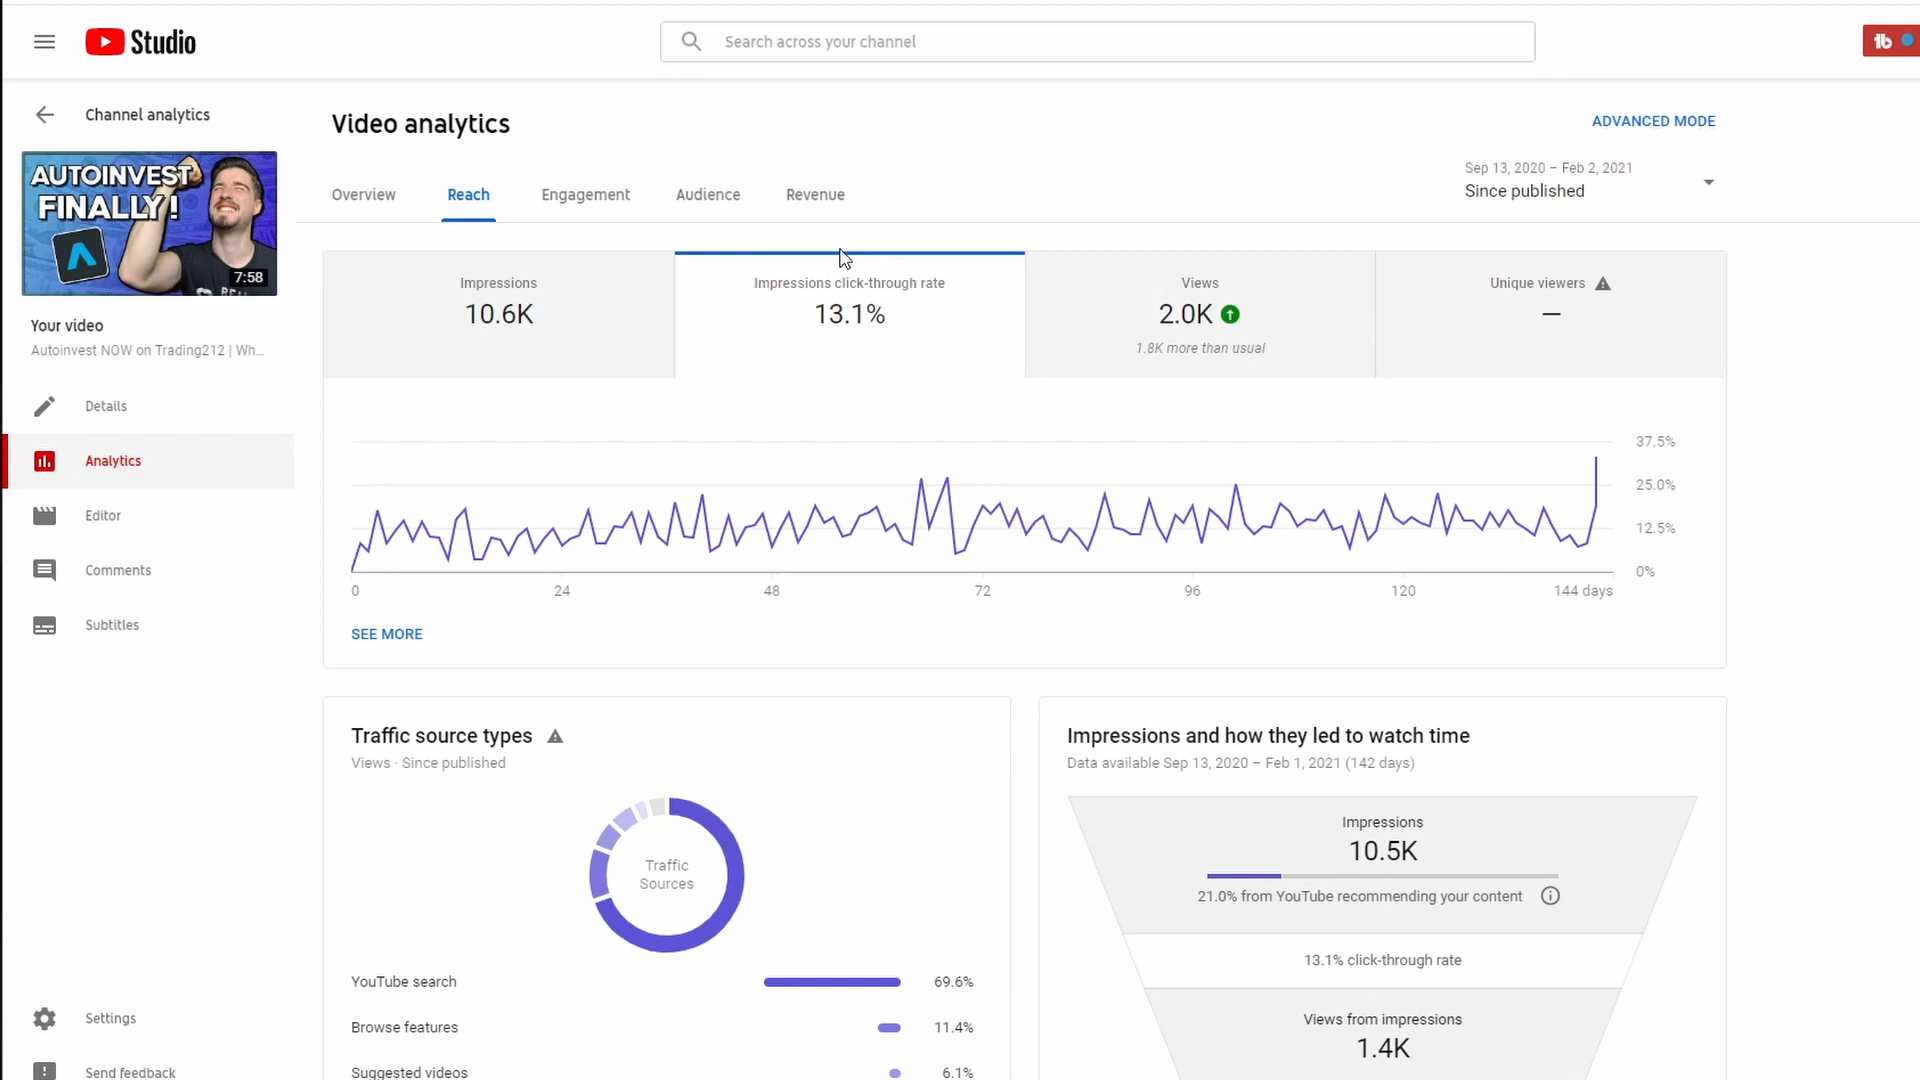 Studio
Search across your channel
Channel analytics
AUTOINVEST
FINALLY!
7:58
Your video
Autoinvest NOW on Trading212 | Wh...
Details
Analytics
Editor
Comments
Subtitles
Settings
Send feedback
Video analytics
ADVANCED MODE
Overview
Reach
Engagement
Audience
Revenue
Sep 13, 2020 – Feb 2, 2021
Since published
Impressions
10.6K
Impressions click-through rate
13.1%
Views
2.0K
1.8K more than usual
Unique viewers
—
37.5%
25.0%
12.5%
0%
0
24
48
72
96
120
144 days
SEE MORE
Traffic source types
Views · Since published
Traffic
Sources
YouTube search
69.6%
Browse features
11.4%
Suggested videos
6.1%
Impressions and how they led to watch time
Data available Sep 13, 2020 – Feb 1, 2021 (142 days)
Impressions
10.5K
21.0% from YouTube recommending your content
13.1% click-through rate
Views from impressions
1.4K